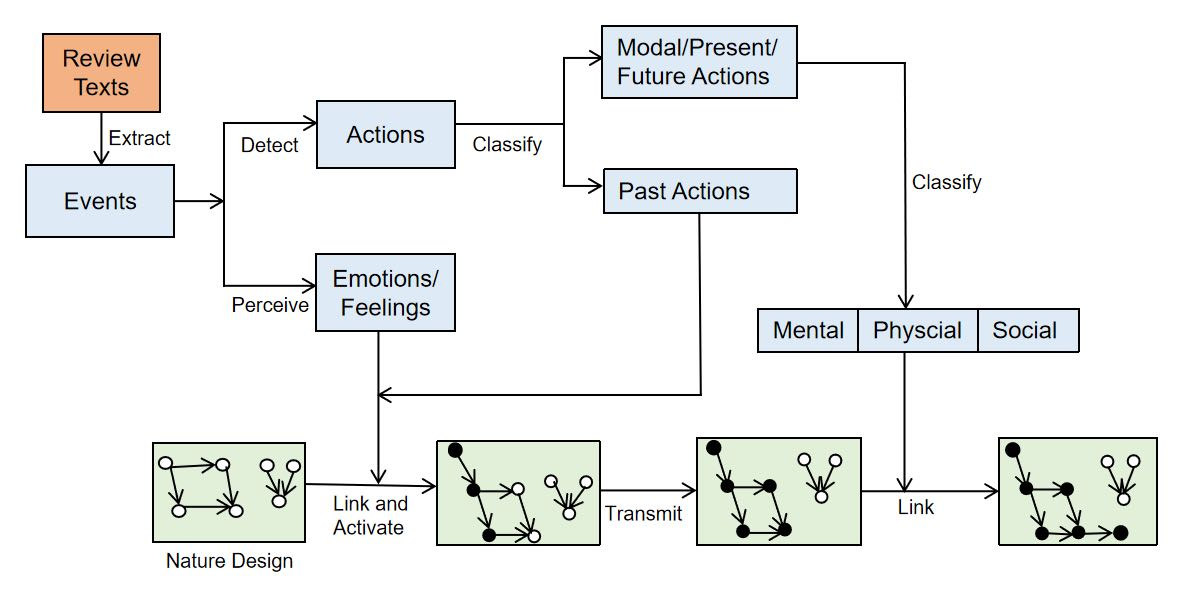 Review
Texts
Extract
Events
Detect
Perceive
Actions
Classify
Emotions/
Feelings
Modal/Present/
Future Actions
Past Actions
Classify
Mental
Physcial
Social
Nature Design
Link and
Activate
Transmit
Link